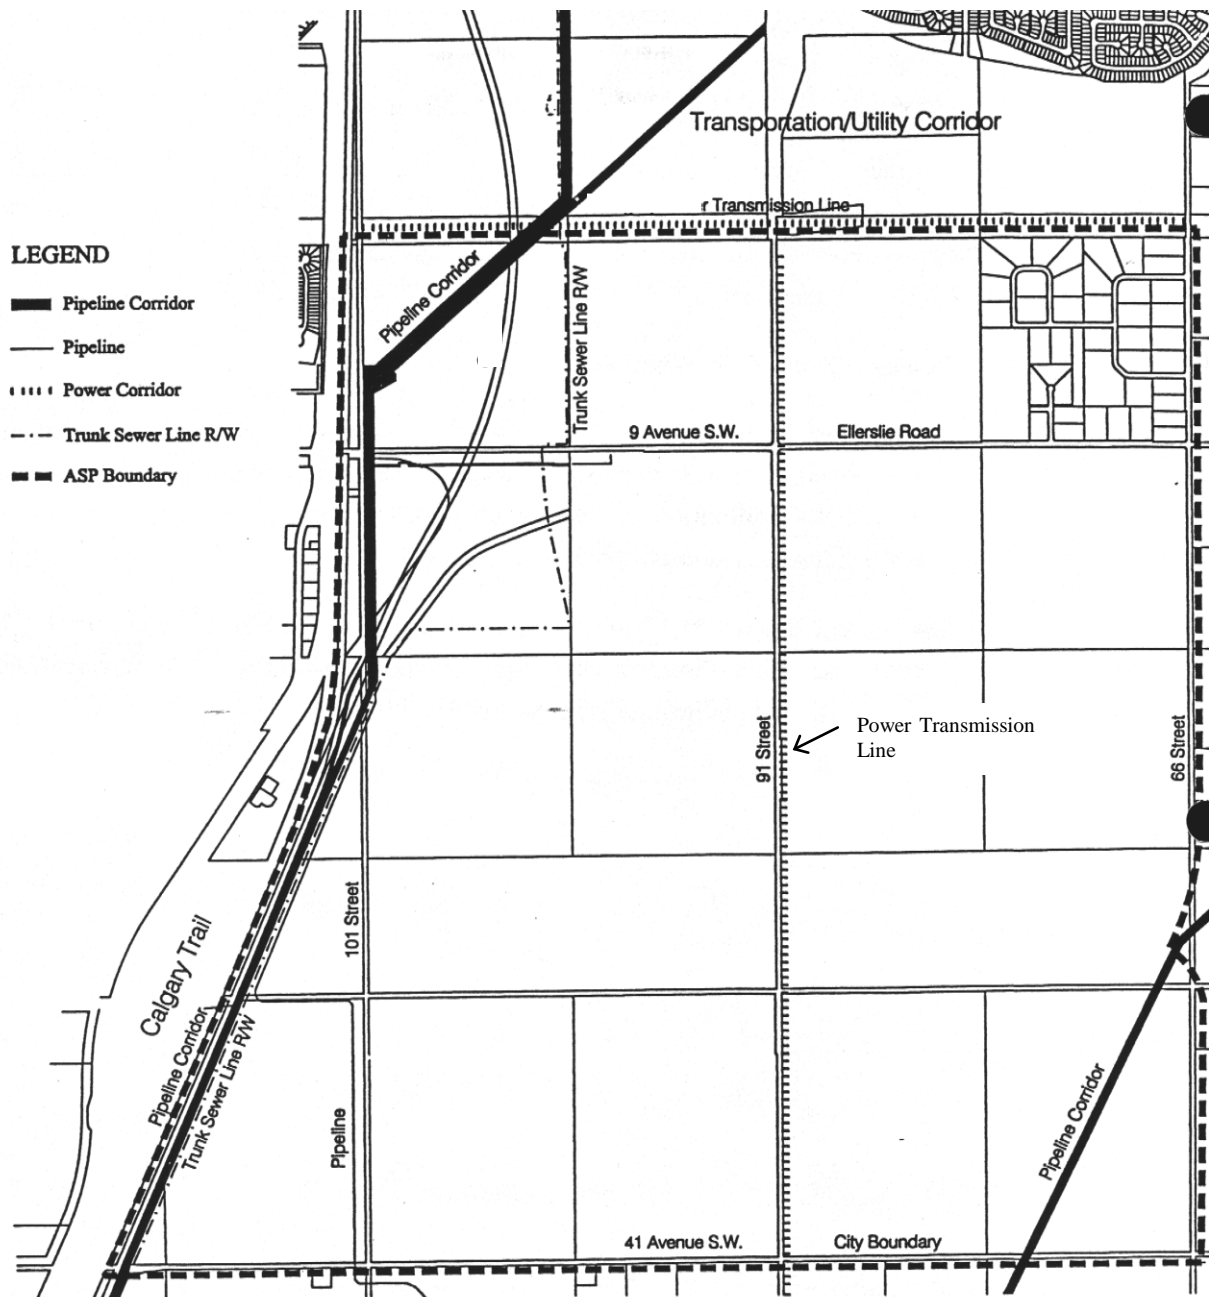 Transportation/Utility Corridor
r Transmission Line
LEGEND
Pipeline Corridor
Pipeline
Power Corridor
Trunk Sewer Line R/W
ASP Boundary
Pipeline Corridor
Trunk Sewer Line R/W
9 Avenue S.W.
Ellerslie Road
91 Street
Power Transmission
Line
66 Street
101 Street
Calgary Trail
Pipeline Corridor
Trunk Sewer Line R/W
Pipeline
Pipeline Corridor
41 Avenue S.W.
City Boundary